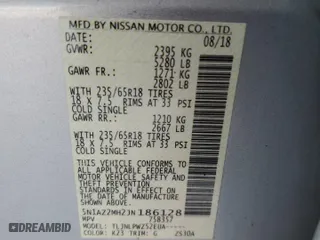 MFD BY NISSAN MOTOR CO., LTD.
DATE: 08/18
GVWR: 2395 KG
5280 LB
GAWR FR.: 1271 KG
2802 LB
WITH 235/65R18 TIRES
18 X 7.5 RIMS AT 33 PSI
COLD SINGLE
GAWR RR.: 1210 KG
2667 LB
WITH 235/65R18 TIRES
18 X 7.5 RIMS AT 33 PSI
COLD SINGLE
THIS VEHICLE CONFORMS TO
ALL APPLICABLE FEDERAL
MOTOR VEHICLE SAFETY, BUMPER,
AND THEFT PREVENTION
STANDARDS IN EFFECT ON THE
DATE OF MANUFACTURE
SHOWN ABOVE.
5N1AZ2MH2JN186128
MPV
COLOR: K23 TRIM: G